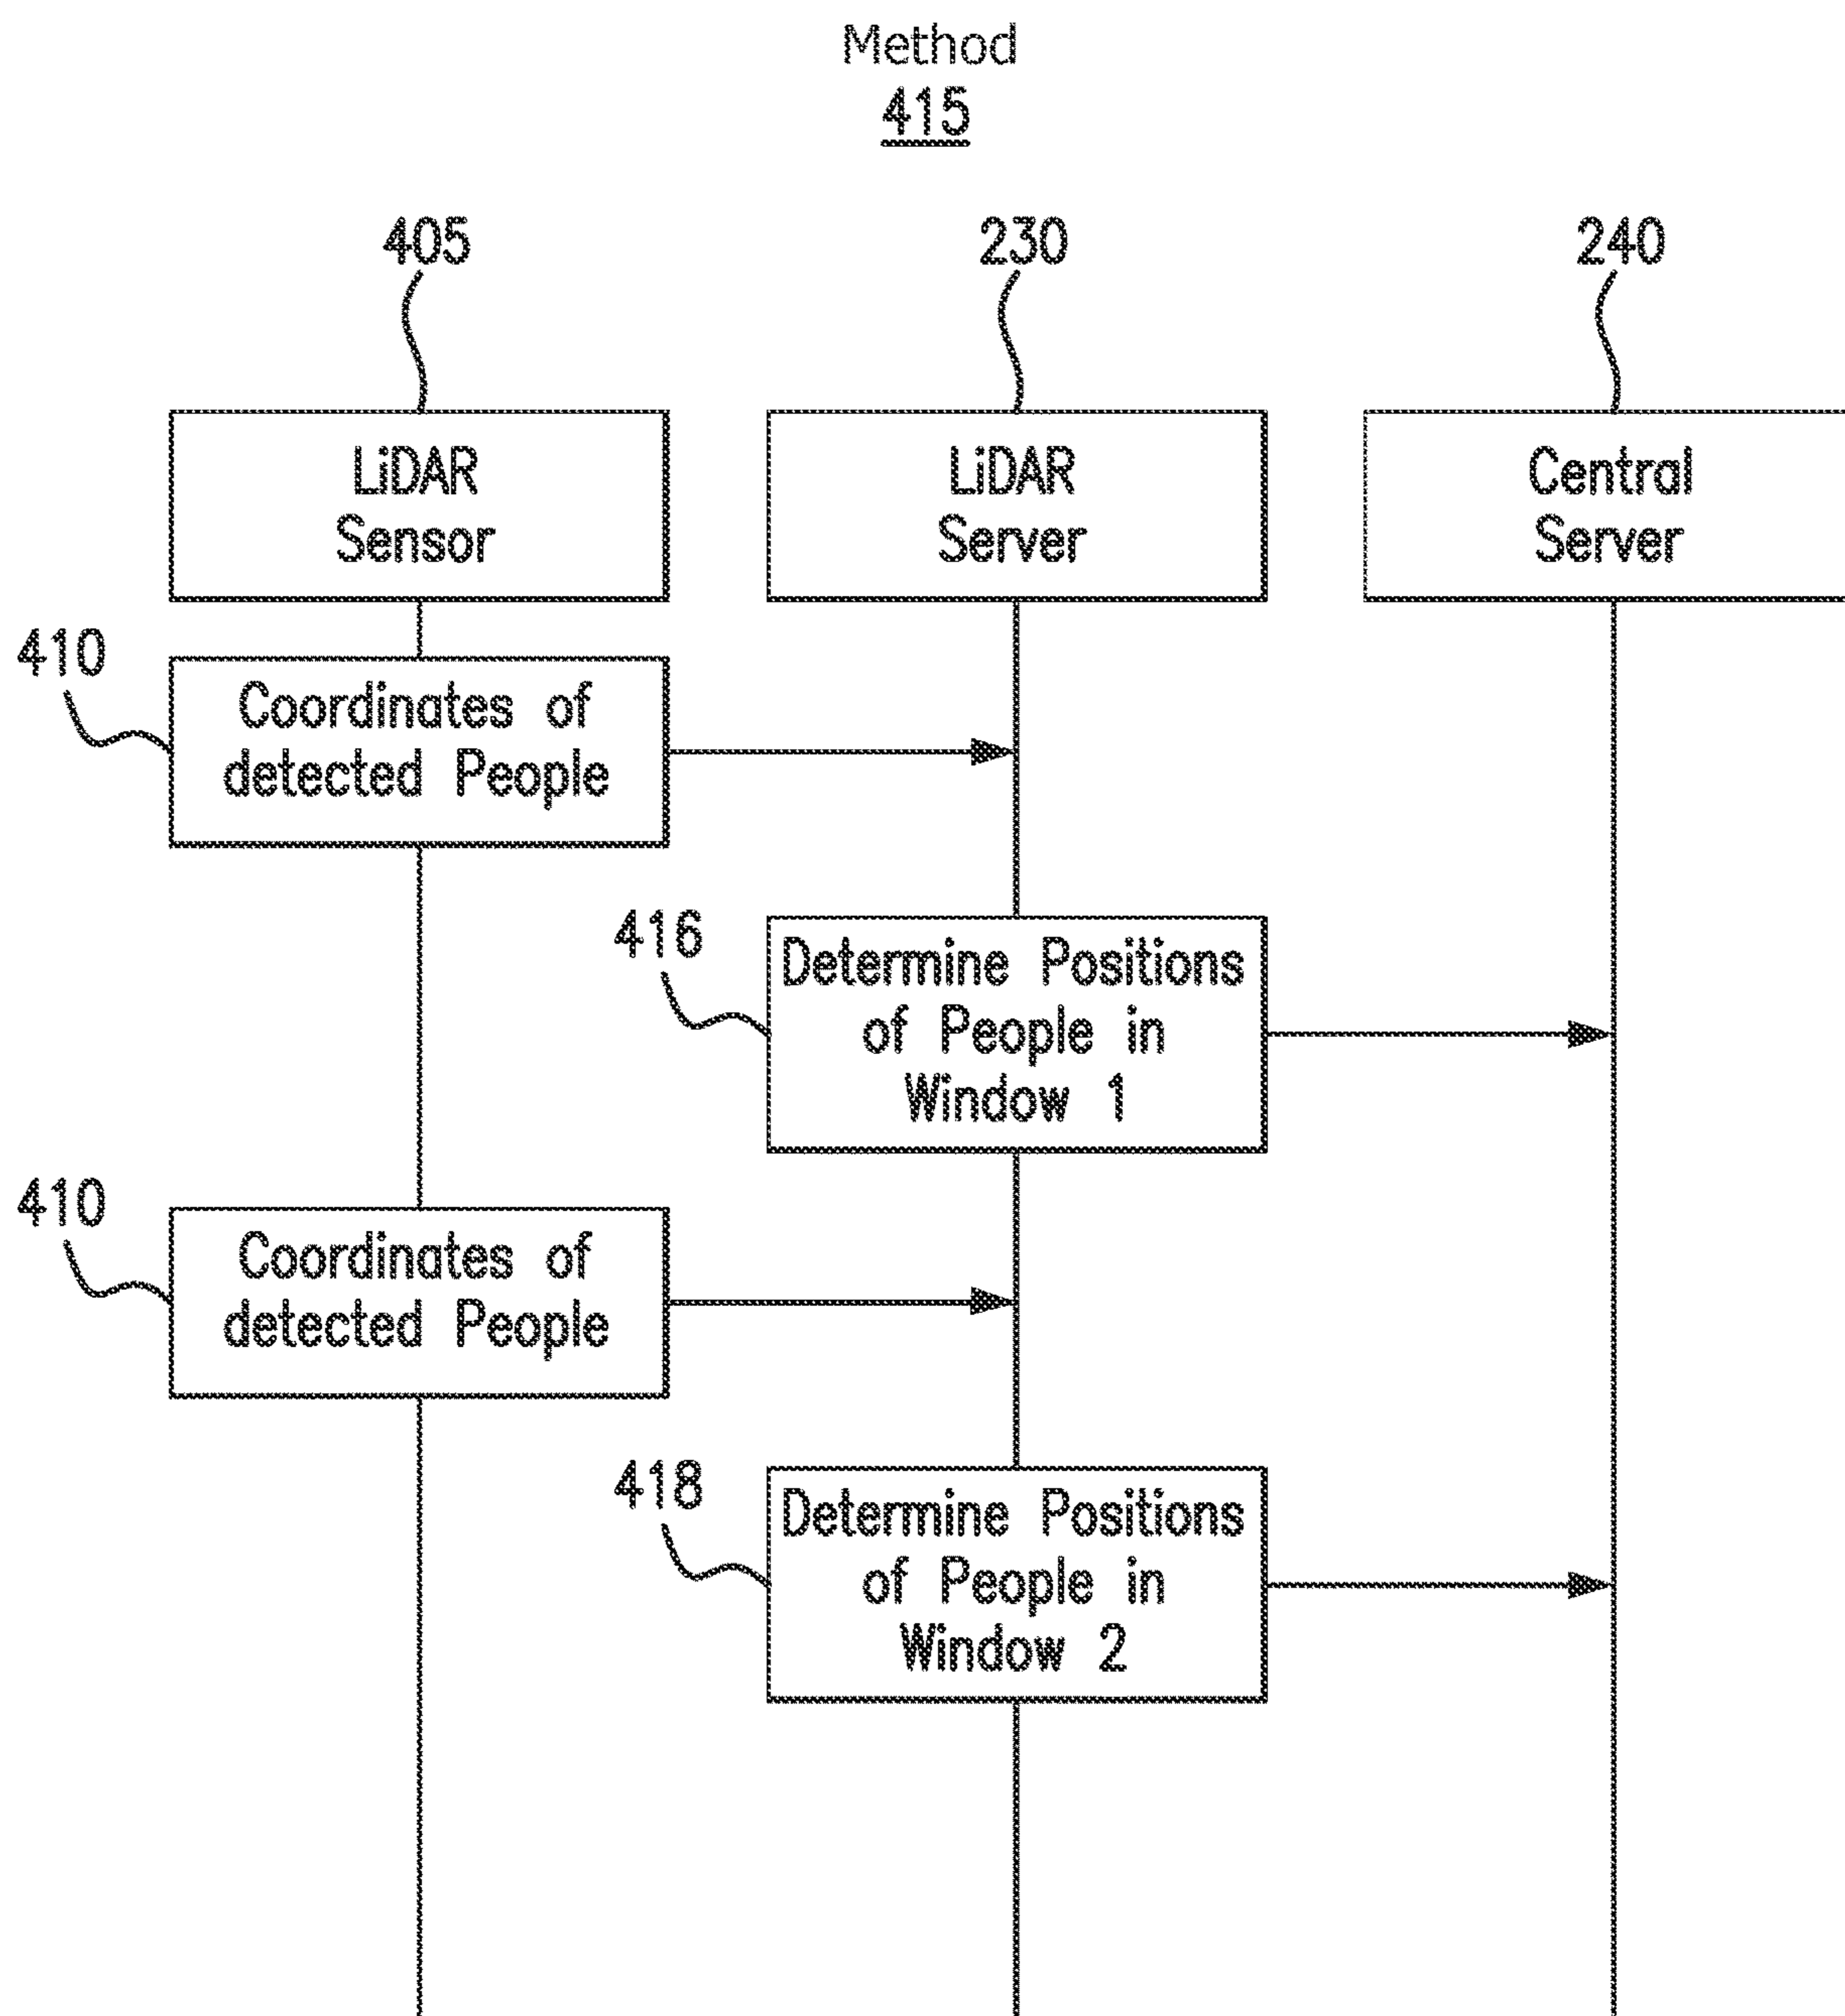 Method
415
405
230
240
LiDAR
Sensor
LiDAR
Server
Central
Server
410
Coordinates of
detected People
416
Determine Positions
of People in
Window 1
410
Coordinates of
detected People
418
Determine Positions
of People in
Window 2